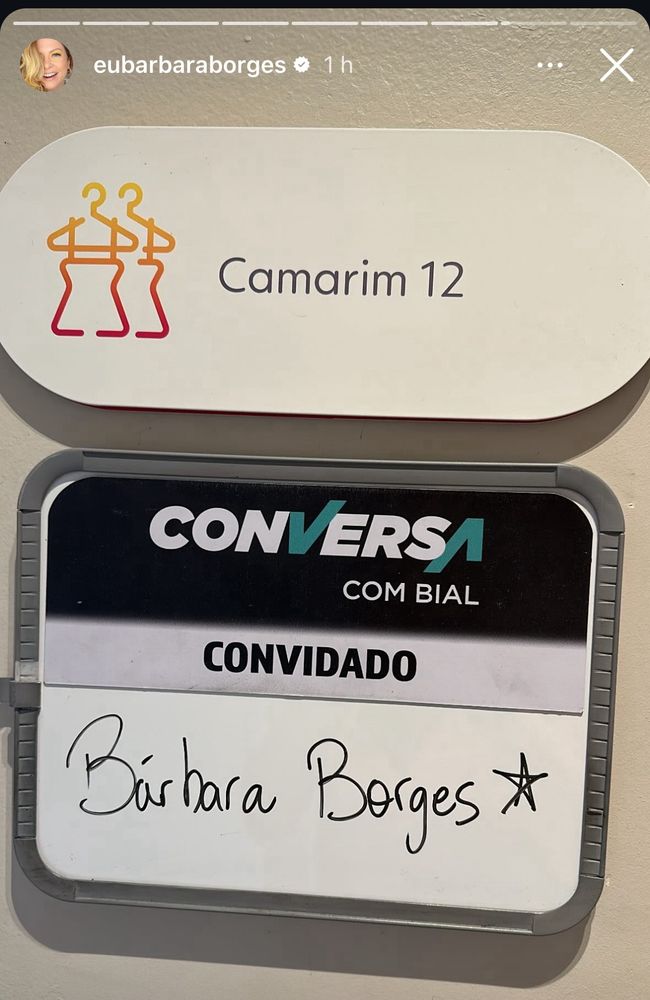 eubarbaraborges 1 h
Camarim 12
CONVERSA
COM BIAL
CONVIDADO
Bárbara Borges